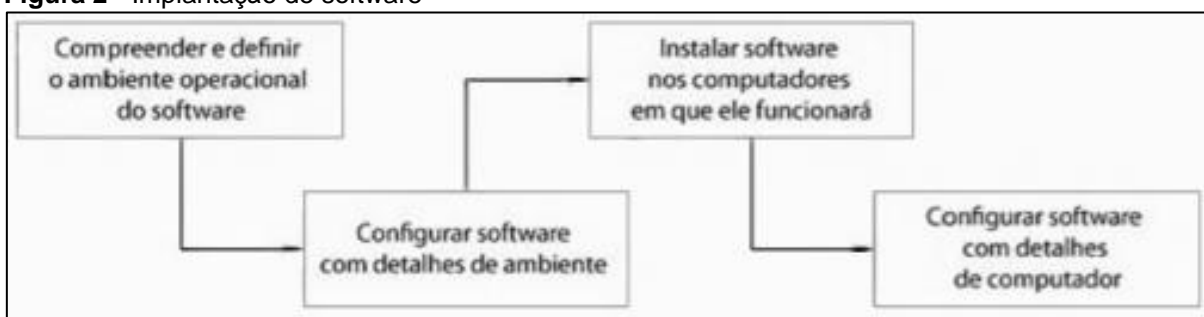 Figura 2 - Implantação do software
Compreender e definir
o ambiente operacional
do software
Configurar software
com detalhes de ambiente
Instalar software
nos computadores
em que ele funcionará
Configurar software
com detalhes
de computador